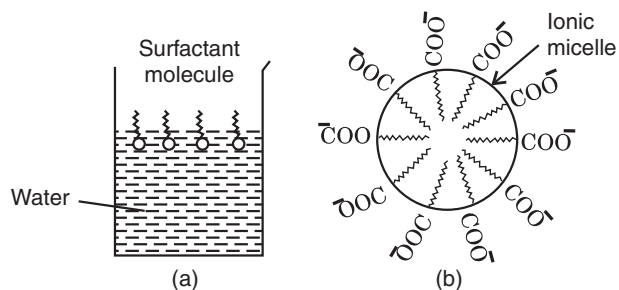 Surfactant
molecule
Water
(a)
Ionic
micelle
COO⁻
COO⁻
COO⁻
COO⁻
COO⁻
COO⁻
⁻OOC
⁻OOC
⁻COO
⁻OOC
(b)